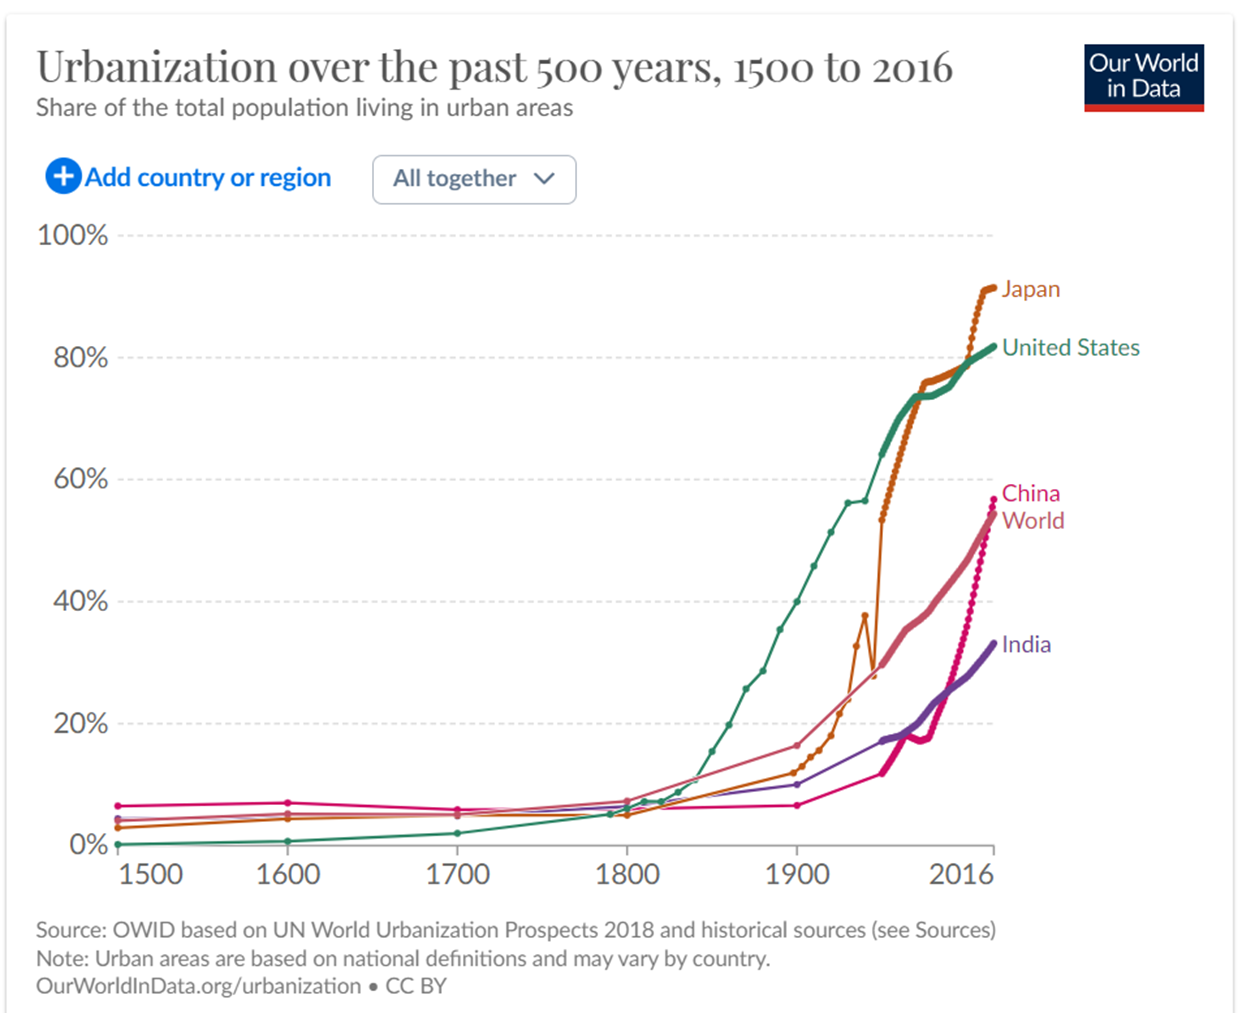 Urbanization over the past 500 years, 1500 to 2016
Share of the total population living in urban areas
Our World
in Data
Add country or region
All together
100%
80%
60%
40%
20%
0%
Japan
United States
China
World
India
1500
1600
1700
1800
1900
2016
Source: OWID based on UN World Urbanization Prospects 2018 and historical sources (see Sources)
Note: Urban areas are based on national definitions and may vary by country.
OurWorldInData.org/urbanization • CC BY